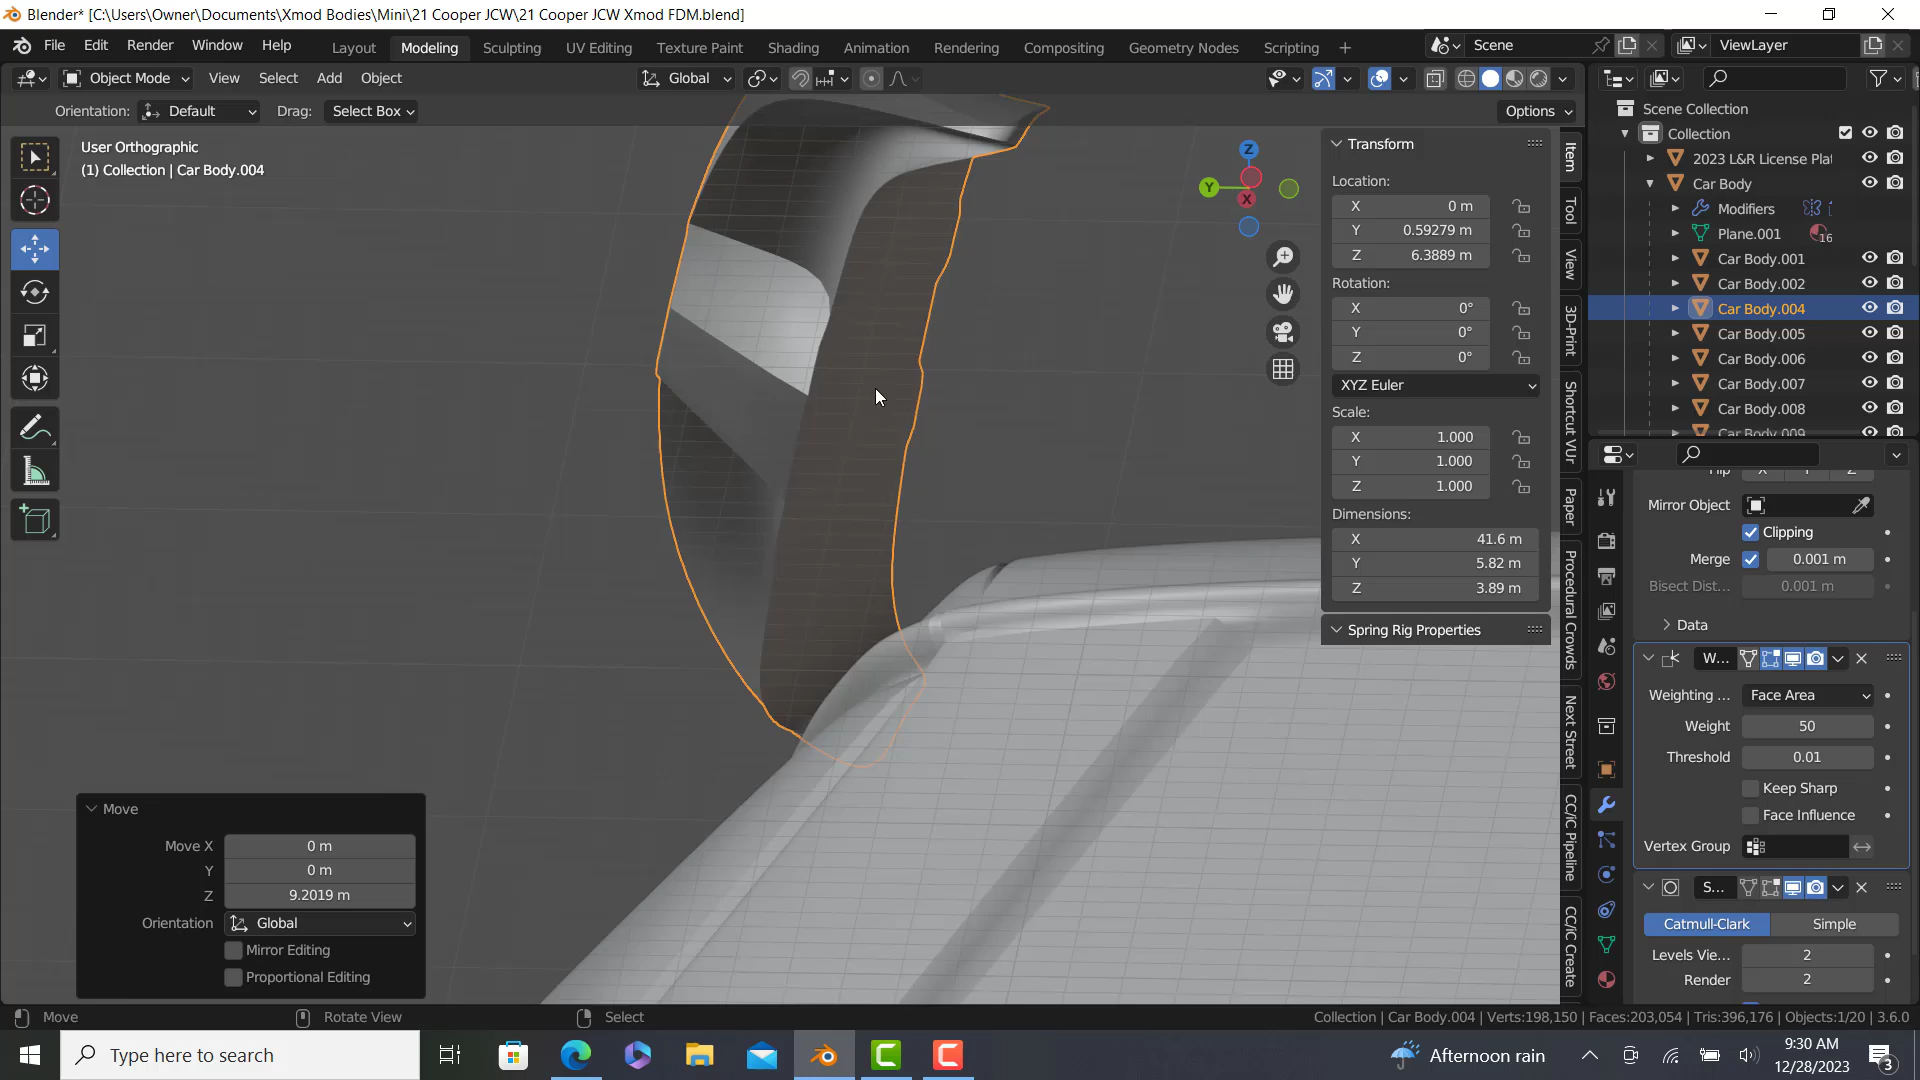 Blender* [C:\Users\Owner\Documents\Xmod Bodies\Mini\21 Cooper JCW\21 Cooper JCW Xmod FDM.blend]
File Edit Render Window Help Layout Modeling Sculpting UV Editing Texture Paint Shading Animation Rendering Compositing Geometry Nodes Scripting + Scene ViewLayer
Object Mode View Select Add Object Global
Orientation: Default Drag: Select Box Options
User Orthographic
(1) Collection | Car Body.004
Z
Y
X
Transform
Location:
X 0 m
Y 0.59279 m
Z 6.3889 m
Rotation:
X 0°
Y 0°
Z 0°
XYZ Euler
Scale:
X 1.000
Y 1.000
Z 1.000
Dimensions:
X 41.6 m
Y 5.82 m
Z 3.89 m
Spring Rig Properties
Item
Tool
View
3D-Print
Shortcut VUr
Paper
Procedural Crowds
Next Street
CC/iC Pipeline
CC/iC Create
Scene Collection
Collection
2023 L&R License Plat
Car Body
Modifiers
Plane.001 16
Car Body.001
Car Body.002
Car Body.004
Car Body.005
Car Body.006
Car Body.007
Car Body.008
Car Body.009
Mirror Object
Clipping
Merge 0.001 m
Bisect Dist... 0.001 m
Data
W...
Weighting ... Face Area
Weight 50
Threshold 0.01
Keep Sharp
Face Influence
Vertex Group
S...
Catmull-Clark Simple
Levels Vie... 2
Render 2
Move
Move X 0 m
Y 0 m
Z 9.2019 m
Orientation Global
Mirror Editing
Proportional Editing
Move Rotate View Select Collection | Car Body.004 | Verts:198,150 | Faces:203,054 | Tris:396,176 | Objects:1/20 | 3.6.0
Type here to search Afternoon rain 9:30 AM
12/28/2023 3